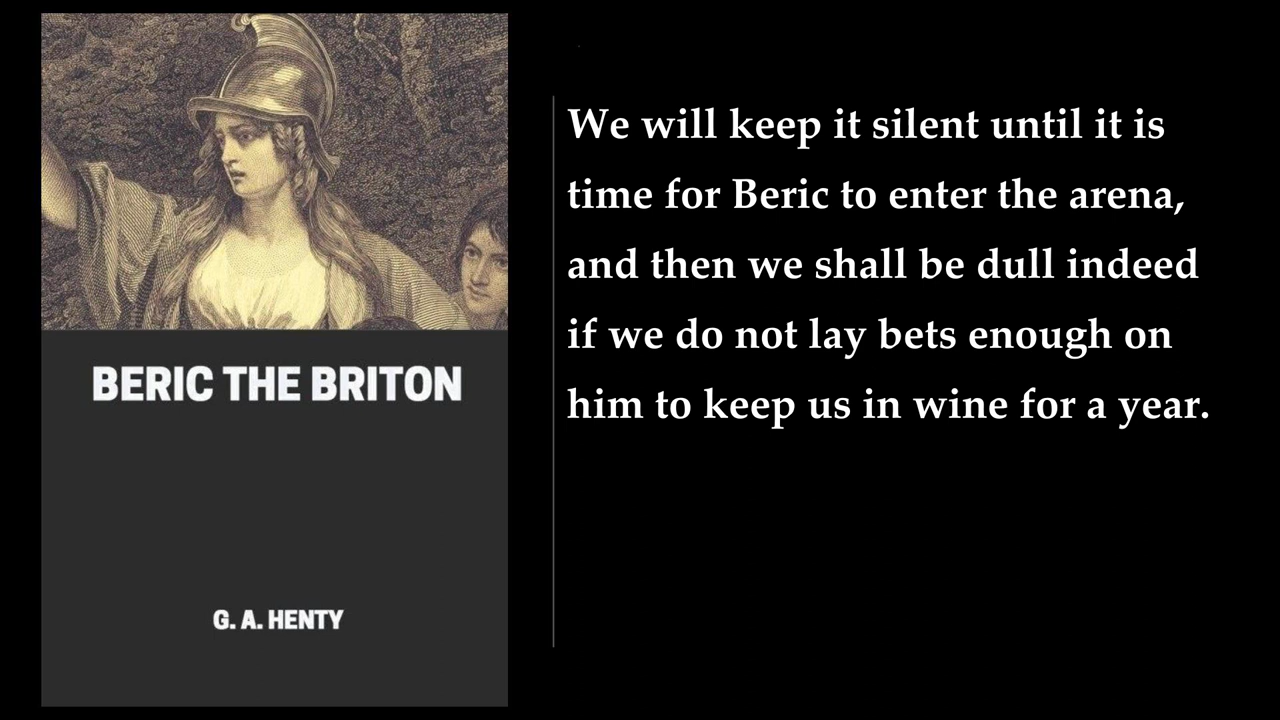 BERIC THE BRITON
G. A. HENTY
We will keep it silent until it is
time for Beric to enter the arena,
and then we shall be dull indeed
if we do not lay bets enough on
him to keep us in wine for a year.